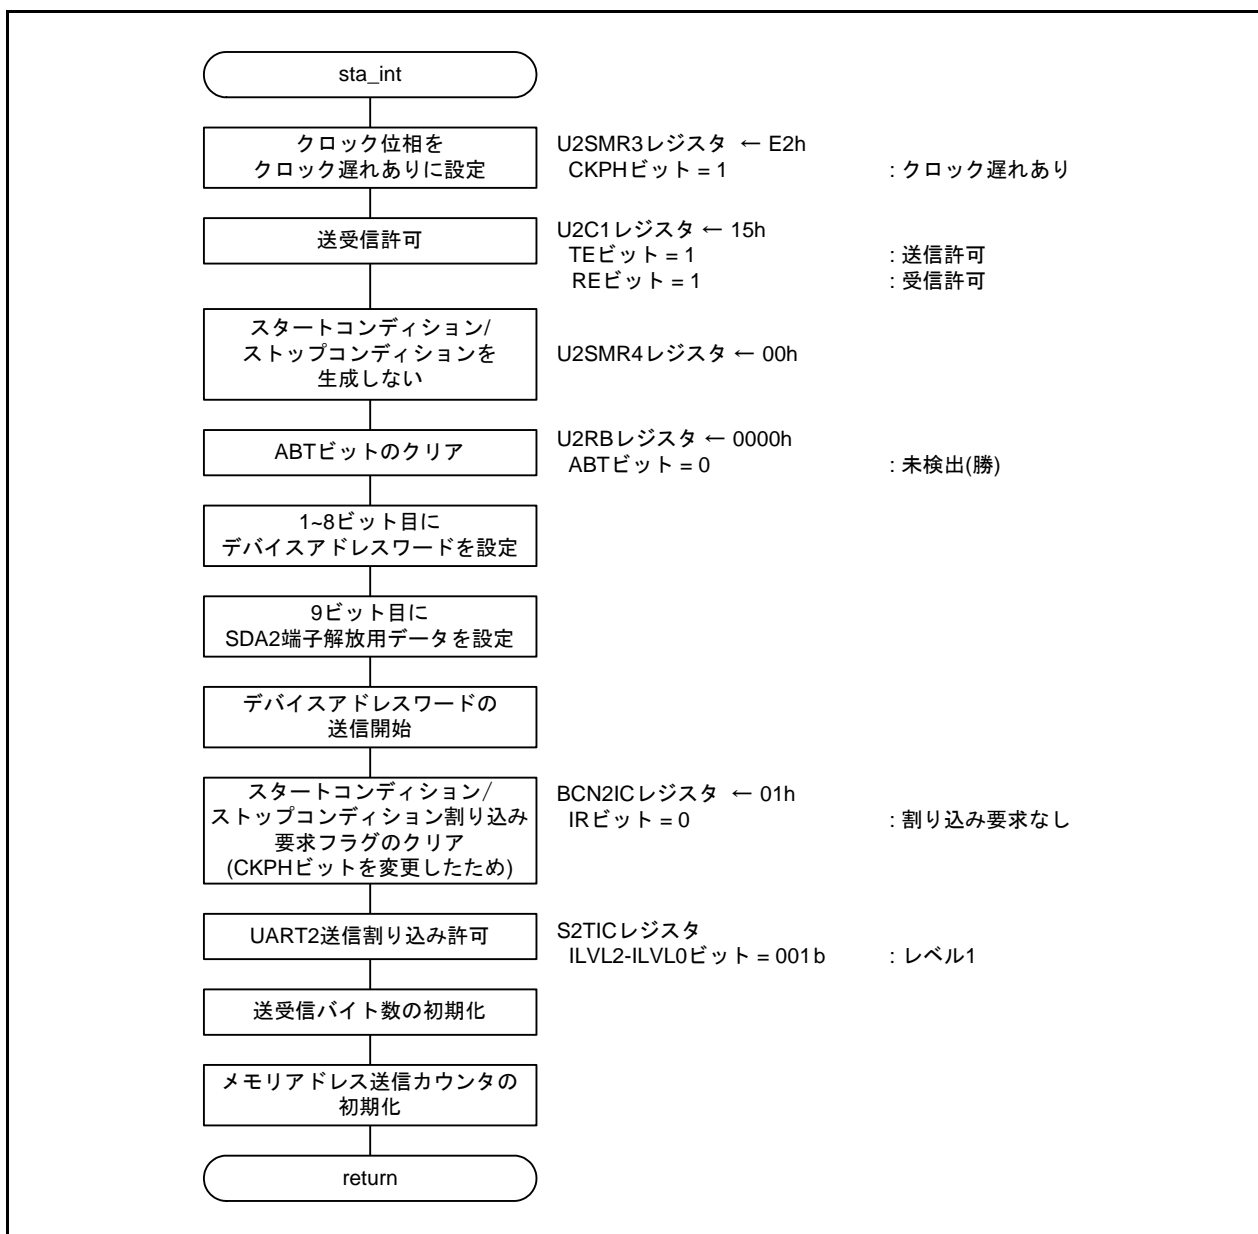 sta_int
クロック位相を
クロック遅れありに設定
U2SMR3レジスタ ← E2h
CKPHビット = 1 : クロック遅れあり
送受信許可
U2C1レジスタ ← 15h
TEビット = 1 : 送信許可
REビット = 1 : 受信許可
スタートコンディション/
ストップコンディションを
生成しない
U2SMR4レジスタ ← 00h
ABTビットのクリア
U2RBレジスタ ← 0000h
ABTビット = 0 : 未検出(勝)
1~8ビット目に
デバイスアドレスワードを設定
9ビット目に
SDA2端子解放用データを設定
デバイスアドレスワードの
送信開始
スタートコンディション/
ストップコンディション割り込み
要求フラグのクリア
(CKPHビットを変更したため)
BCN2ICレジスタ ← 01h
IRビット = 0 : 割り込み要求なし
UART2送信割り込み許可
S2TICレジスタ
ILVL2-ILVL0ビット = 001b : レベル1
送受信バイト数の初期化
メモリアドレス送信カウンタの
初期化
return